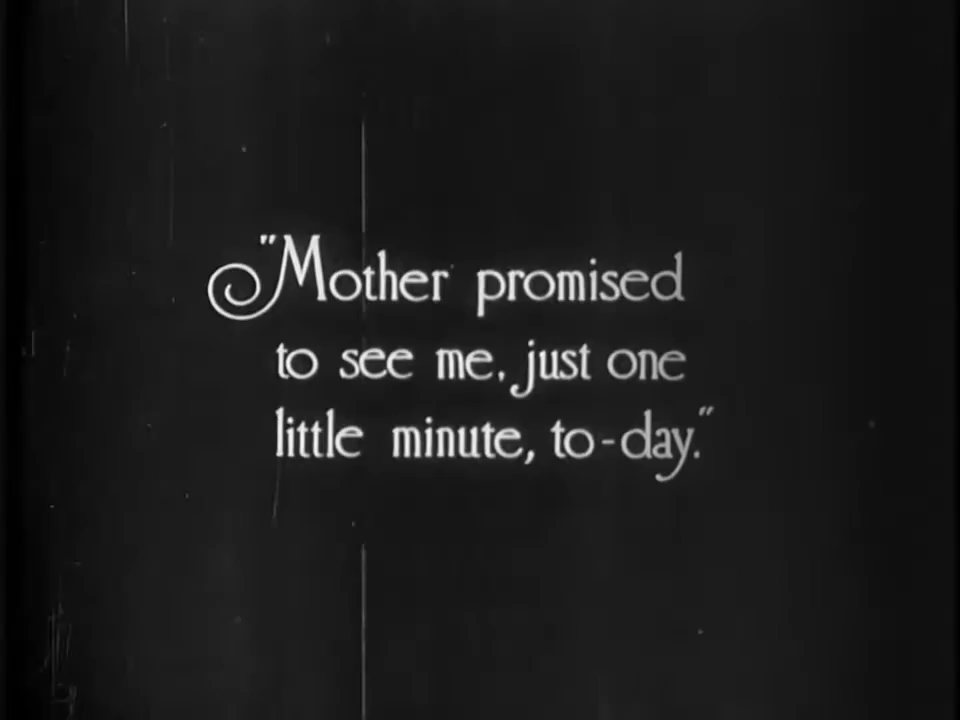 "Mother promised
to see me, just one
little minute, to-day."